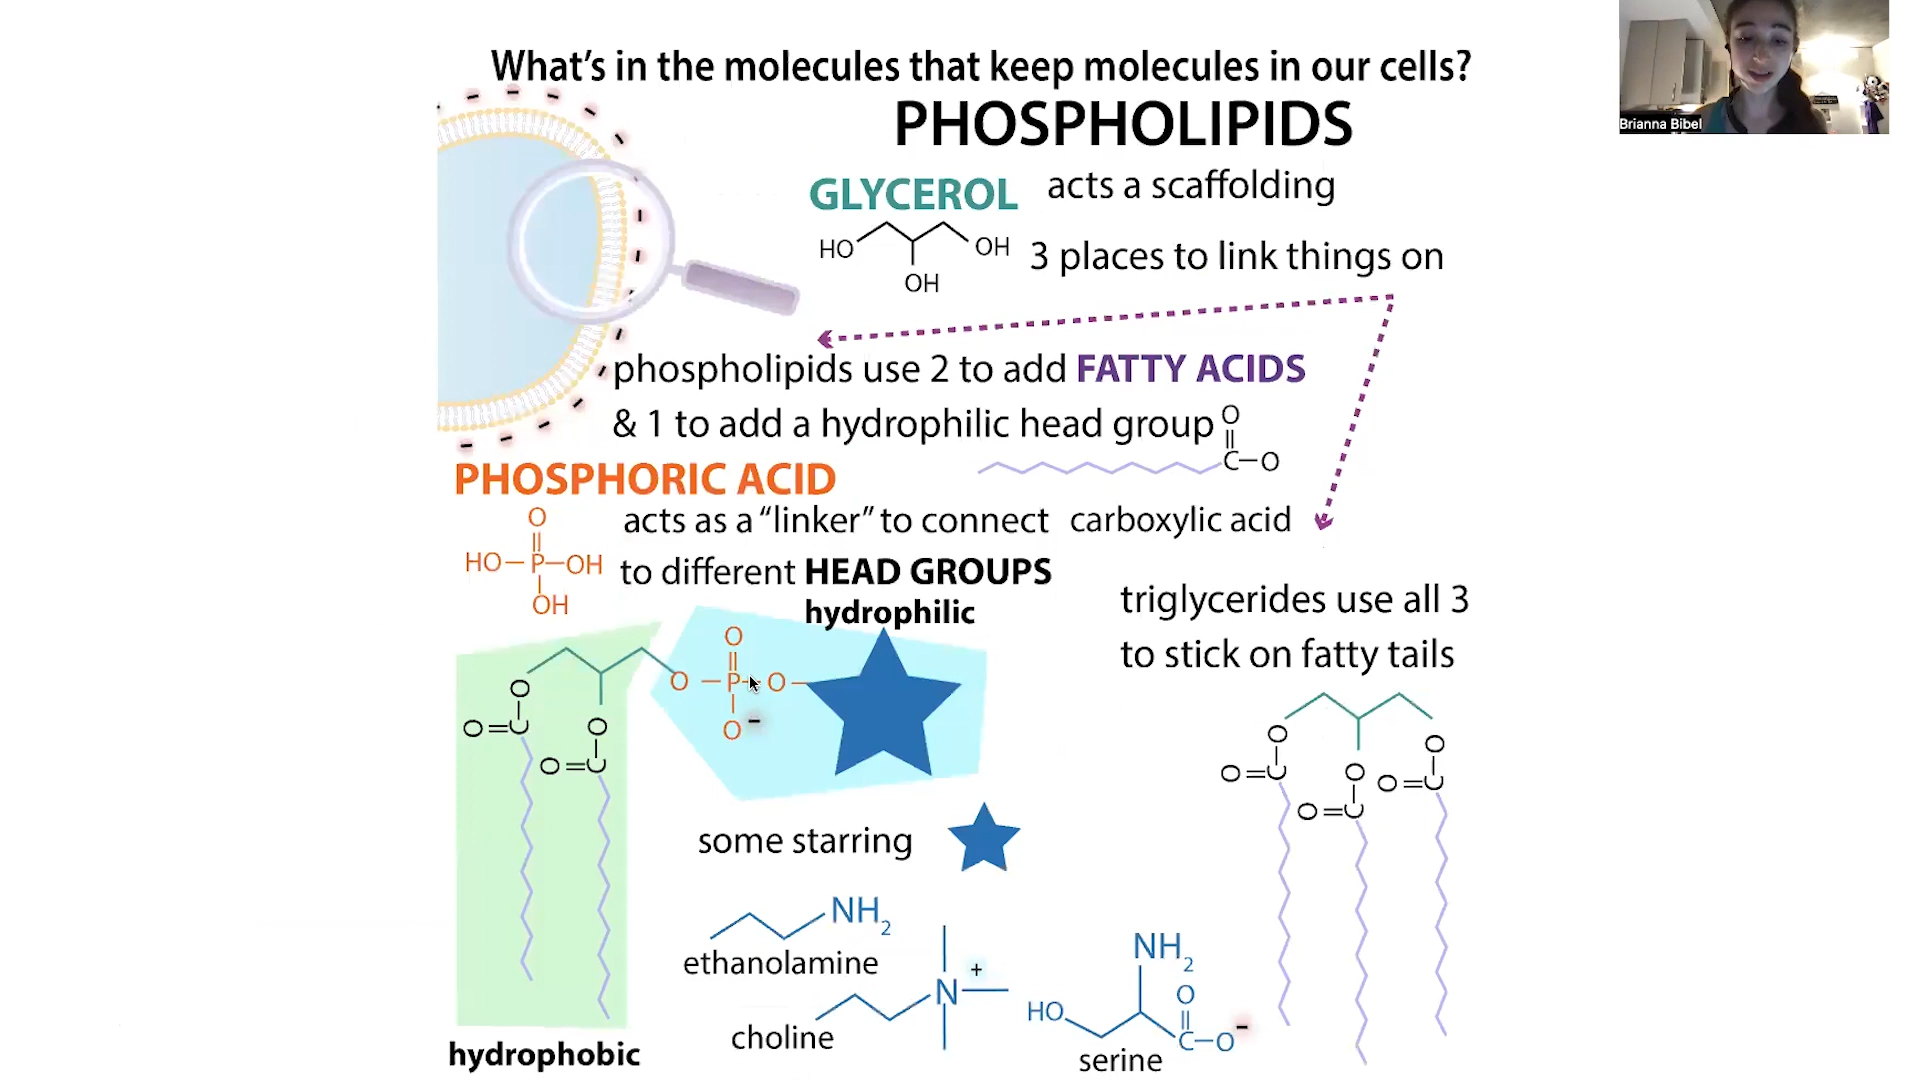 What's in the molecules that keep molecules in our cells?
PHOSPHOLIPIDS
Brianna Bibel
GLYCEROL acts a scaffolding
HO OH
OH
3 places to link things on
phospholipids use 2 to add FATTY ACIDS
& 1 to add a hydrophilic head group
O
C-O
carboxylic acid
PHOSPHORIC ACID
acts as a "linker" to connect
to different HEAD GROUPS
O
HO-P-OH
OH
hydrophilic
O
O-P-O
O -
O
O=C
O
O=C
hydrophobic
triglycerides use all 3
to stick on fatty tails
O
O=C
O
O=C
O
O=C
some starring
NH2
ethanolamine
N +
choline
NH2
HO
O
C-O -
serine